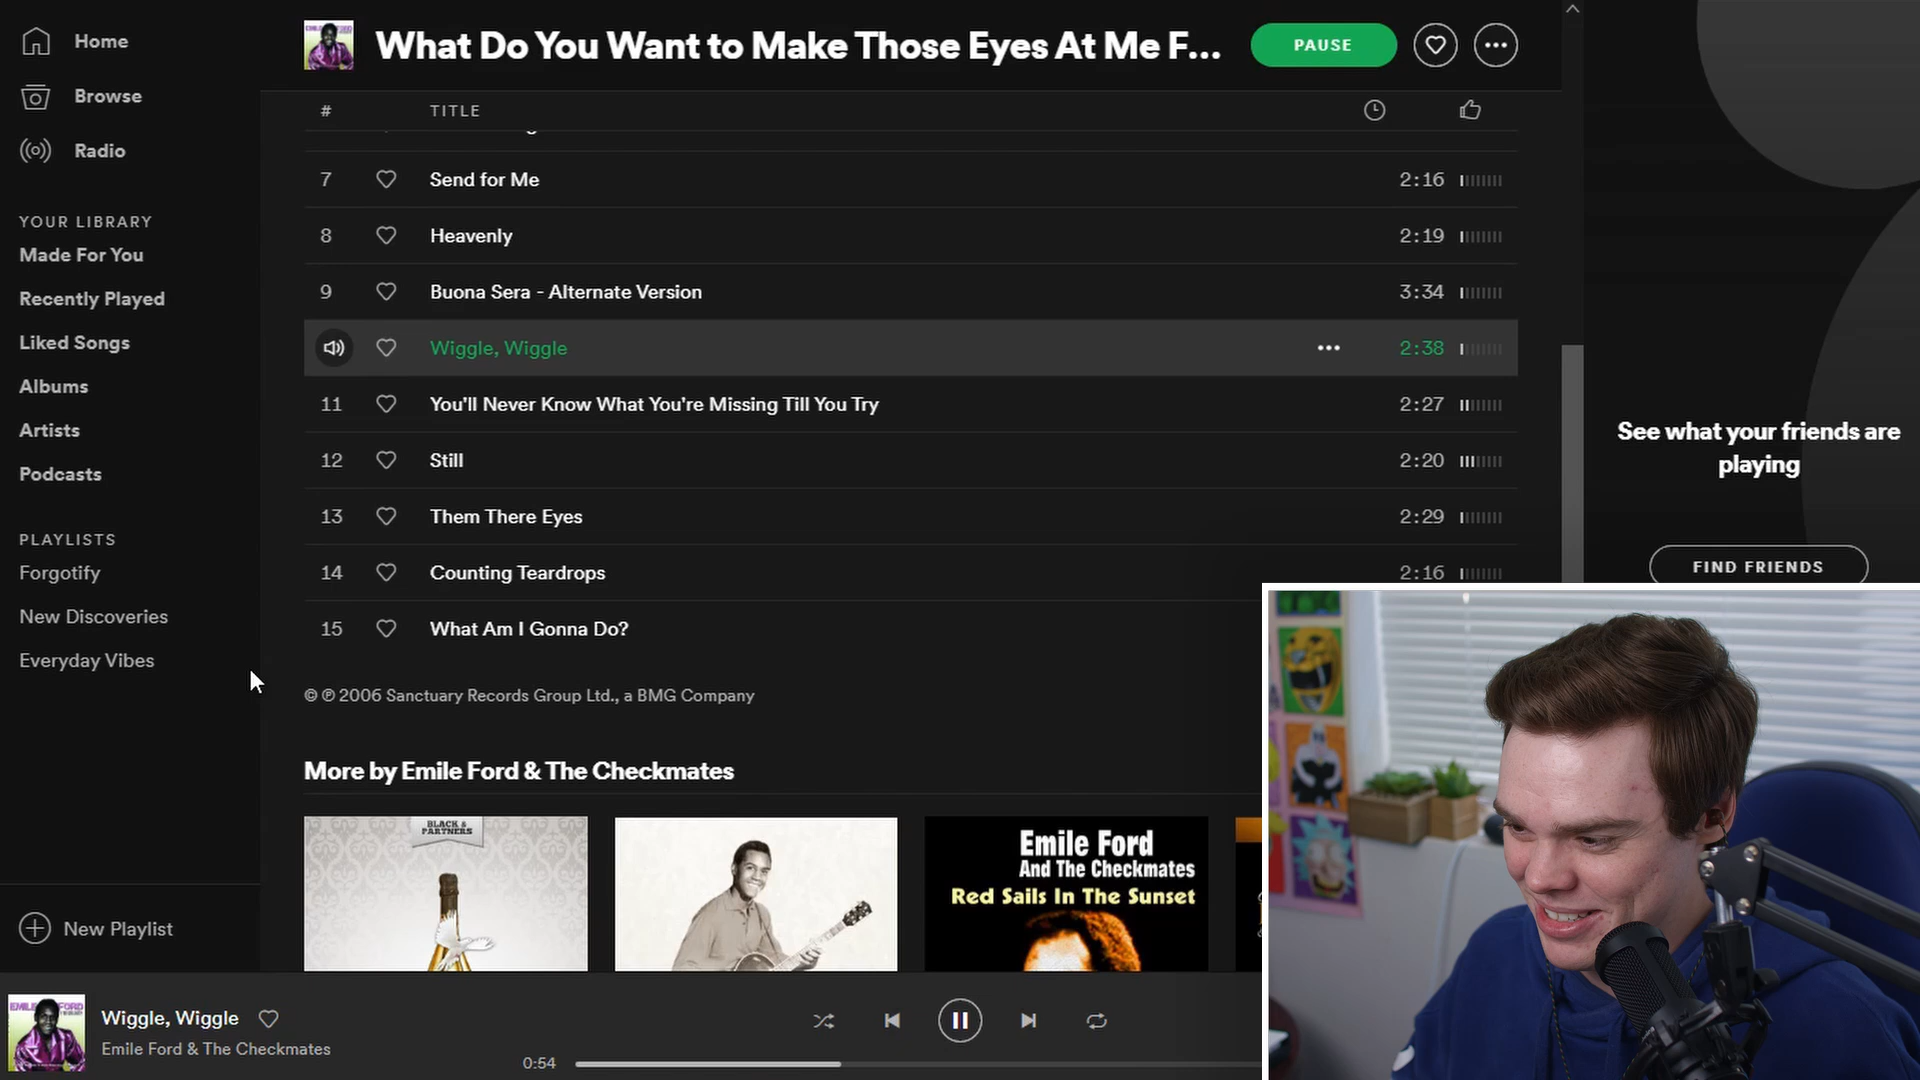 Home
Browse
Radio
YOUR LIBRARY
Made For You
Recently Played
Liked Songs
Albums
Artists
Podcasts
PLAYLISTS
Forgotify
New Discoveries
Everyday Vibes
New Playlist
What Do You Want to Make Those Eyes At Me F...
PAUSE
# TITLE
7 Send for Me 2:16
8 Heavenly 2:19
9 Buona Sera - Alternate Version 3:34
Wiggle, Wiggle 2:38
11 You'll Never Know What You're Missing Till You Try 2:27
12 Still 2:20
13 Them There Eyes 2:29
14 Counting Teardrops 2:16
15 What Am I Gonna Do?
© ℗ 2006 Sanctuary Records Group Ltd., a BMG Company
More by Emile Ford & The Checkmates
BLACK &
PARTNERS
Emile Ford
And The Checkmates
Red Sails In The Sunset
See what your friends are
playing
FIND FRIENDS
EMILE FORD
Wiggle, Wiggle
Emile Ford & The Checkmates
0:54